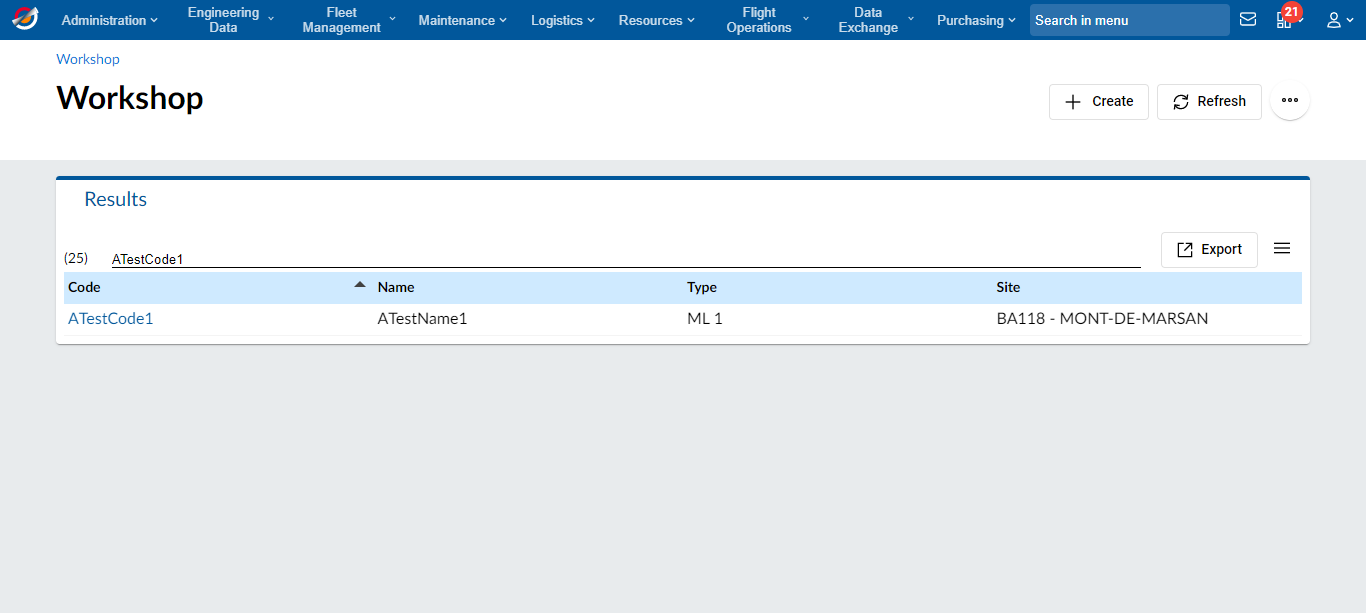 Administration
Engineering
Data
Fleet
Management
Maintenance
Logistics
Resources
Flight
Operations
Data
Exchange
Purchasing
Search in menu
21
Workshop
Workshop
Create
Refresh
Results
(25)
ATestCode1
Export
Code Name Type Site
ATestCode1 ATestName1 ML 1 BA118 - MONT-DE-MARSAN